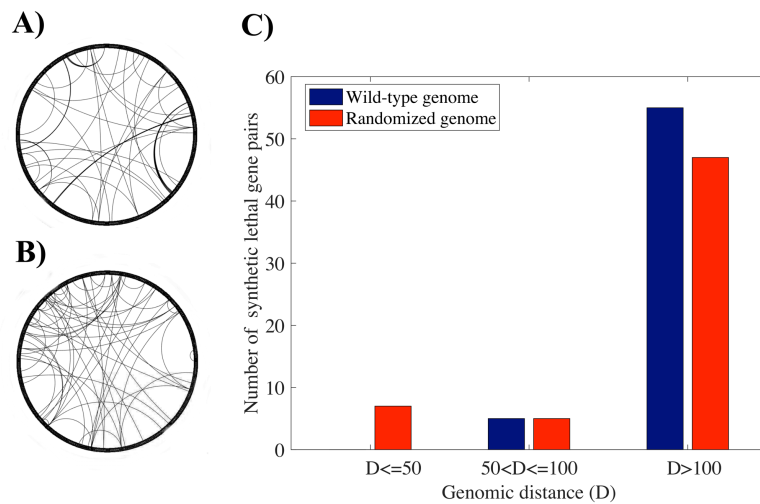 A)
B)
C)
Wild-type genome
Randomized genome
Number of synthetic lethal gene pairs
60
50
40
30
20
10
0
D<=50
50<D<=100
D>100
Genomic distance (D)